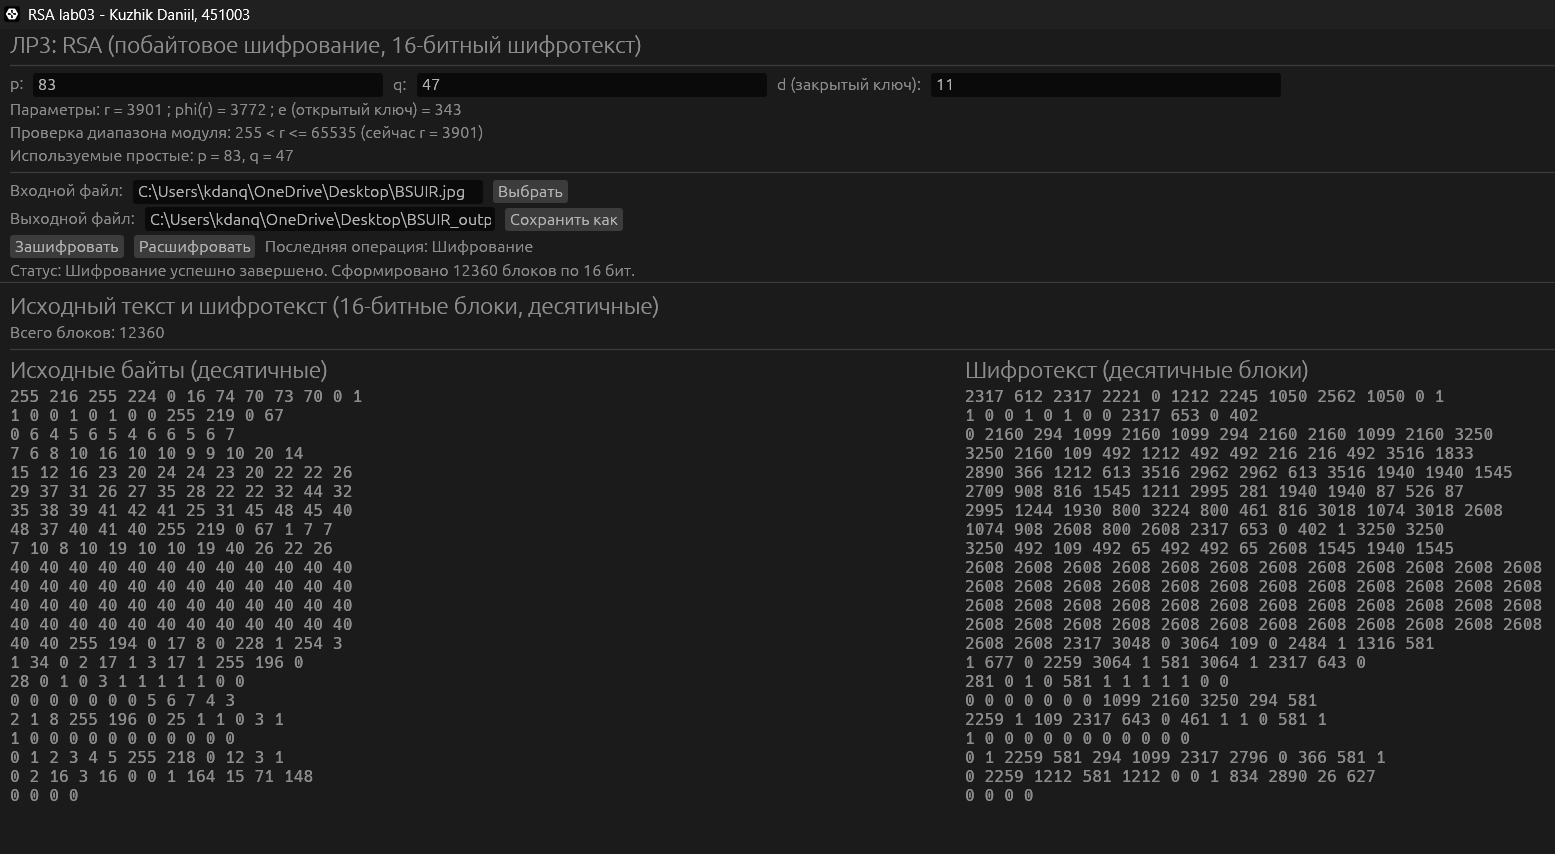 RSA lab03 - Kuzhik Daniil, 451003
ЛР3: RSA (побайтовое шифрование, 16-битный шифротекст)
p: 83 q: 47 d (закрытый ключ): 11
Параметры: r = 3901 ; phi(r) = 3772 ; e (открытый ключ) = 343
Проверка диапазона модуля: 255 < r <= 65535 (сейчас r = 3901)
Используемые простые: p = 83, q = 47
Входной файл: C:\Users\kdanq\OneDrive\Desktop\BSUIR.jpg Выбрать
Выходной файл: C:\Users\kdanq\OneDrive\Desktop\BSUIR_outp Сохранить как
Зашифровать Расшифровать Последняя операция: Шифрование
Статус: Шифрование успешно завершено. Сформировано 12360 блоков по 16 бит.
Исходный текст и шифротекст (16-битные блоки, десятичные)
Всего блоков: 12360
Исходные байты (десятичные)
255 216 255 224 0 16 74 70 73 70 0 1
1 0 0 1 0 1 0 0 255 219 0 67
0 6 4 5 6 5 4 6 6 5 6 7
7 6 8 10 16 10 10 9 9 10 20 14
15 12 16 23 20 24 24 23 20 22 22 26
29 37 31 26 27 35 28 22 22 32 44 32
35 38 39 41 42 41 25 31 45 48 45 40
48 37 40 41 40 255 219 0 67 1 7 7
7 10 8 10 19 10 10 19 40 26 22 26
40 40 40 40 40 40 40 40 40 40 40 40
40 40 40 40 40 40 40 40 40 40 40 40
40 40 40 40 40 40 40 40 40 40 40 40
40 40 40 40 40 40 40 40 40 40 40 40
40 40 255 194 0 17 8 0 228 1 254 3
1 34 0 2 17 1 3 17 1 255 196 0
28 0 1 0 3 1 1 1 1 1 0 0
0 0 0 0 0 0 0 5 6 7 4 3
2 1 8 255 196 0 25 1 1 0 3 1
1 0 0 0 0 0 0 0 0 0 0 0
0 1 2 3 4 5 255 218 0 12 3 1
0 2 16 3 16 0 0 1 164 15 71 148
0 0 0 0
Шифротекст (десятичные блоки)
2317 612 2317 2221 0 1212 2245 1050 2562 1050 0 1
1 0 0 1 0 1 0 0 2317 653 0 402
0 2160 294 1099 2160 1099 294 2160 2160 1099 2160 3250
3250 2160 109 492 1212 492 492 216 216 492 3516 1833
2890 366 1212 613 3516 2962 2962 613 3516 1940 1940 1545
2709 908 816 1545 1211 2995 281 1940 1940 87 526 87
2995 1244 1930 800 3224 800 461 816 3018 1074 3018 2608
1074 908 2608 800 2608 2317 653 0 402 1 3250 3250
3250 492 109 492 65 492 492 65 2608 1545 1940 1545
2608 2608 2608 2608 2608 2608 2608 2608 2608 2608 2608 2608
2608 2608 2608 2608 2608 2608 2608 2608 2608 2608 2608 2608
2608 2608 2608 2608 2608 2608 2608 2608 2608 2608 2608 2608
2608 2608 2608 2608 2608 2608 2608 2608 2608 2608 2608 2608
2608 2608 2317 3048 0 3064 109 0 2484 1 1316 581
1 677 0 2259 3064 1 581 3064 1 2317 643 0
281 0 1 0 581 1 1 1 1 1 0 0
0 0 0 0 0 0 0 1099 2160 3250 294 581
2259 1 109 2317 643 0 461 1 1 0 581 1
1 0 0 0 0 0 0 0 0 0 0 0
0 1 2259 581 294 1099 2317 2796 0 366 581 1
0 2259 1212 581 1212 0 0 1 834 2890 26 627
0 0 0 0